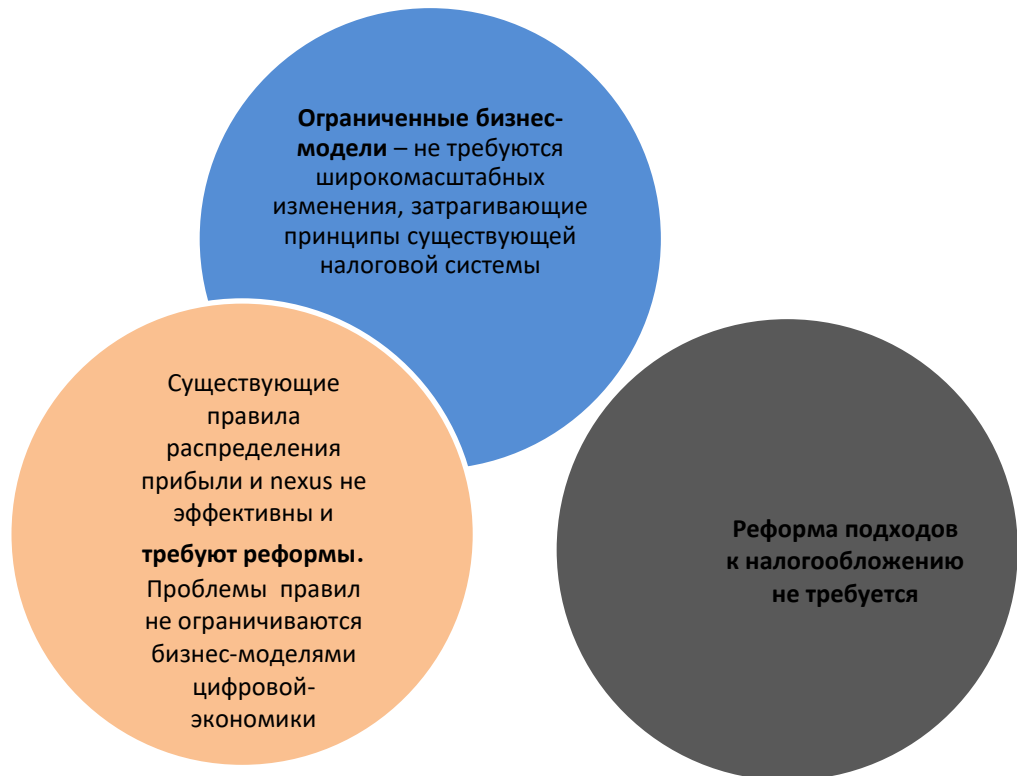 Ограниченные бизнес-
модели – не требуются
широкомасштабных
изменения, затрагивающие
принципы существующей
налоговой системы
Существующие
правила
распределения
прибыли и nexus не
эффективны и
требуют реформы.
Проблемы правил
не ограничиваются
бизнес-моделями
цифровой-
экономики
Реформа подходов
к налогообложению
не требуется